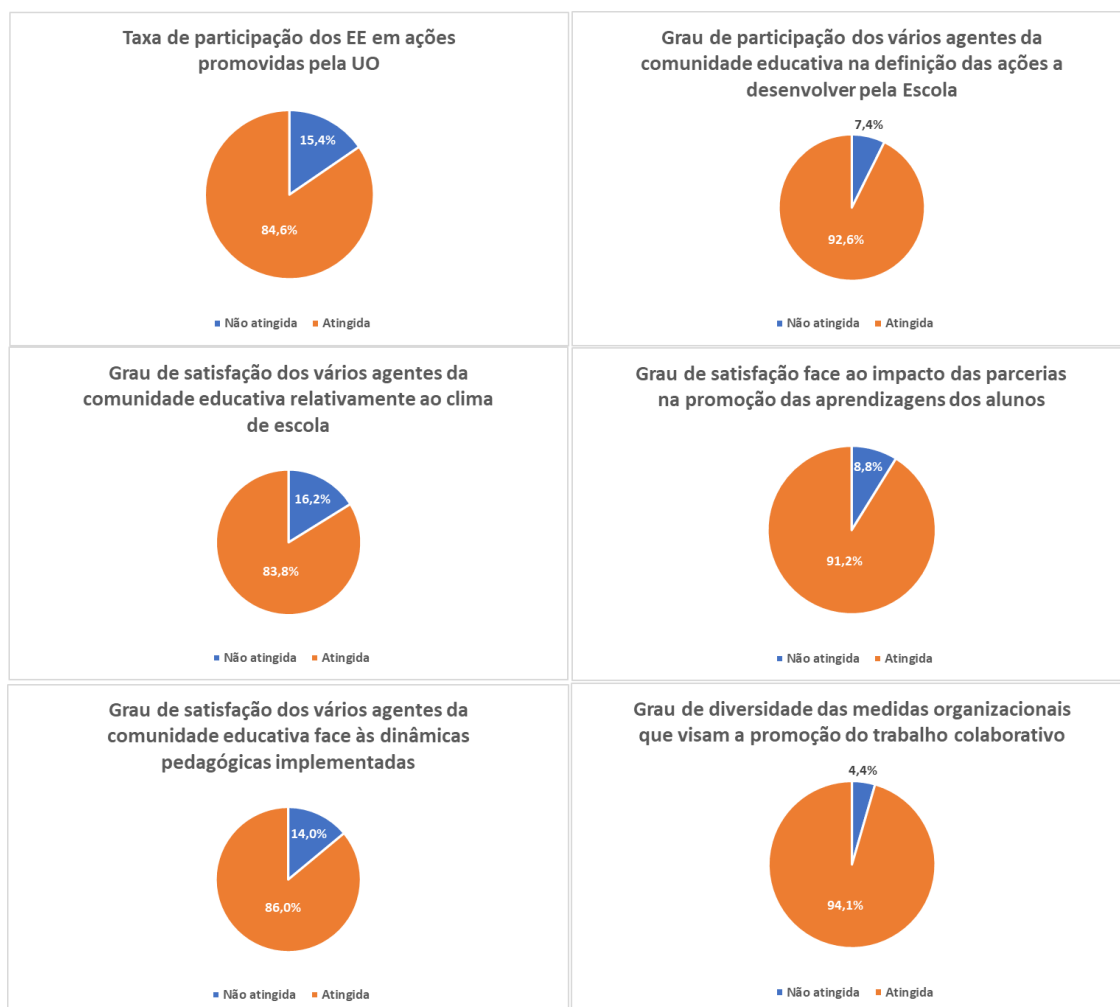 Taxa de participação dos EE em ações
promovidas pela UO
15,4%
84,6%
Não atingida Atingida
Grau de participação dos vários agentes da
comunidade educativa na definição das ações a
desenvolver pela Escola
7,4%
92,6%
Não atingida Atingida
Grau de satisfação dos vários agentes da
comunidade educativa relativamente ao clima
de escola
16,2%
83,8%
Não atingida Atingida
Grau de satisfação face ao impacto das parcerias
na promoção das aprendizagens dos alunos
8,8%
91,2%
Não atingida Atingida
Grau de satisfação dos vários agentes da
comunidade educativa face às dinâmicas
pedagógicas implementadas
14,0%
86,0%
Não atingida Atingida
Grau de diversidade das medidas organizacionais
que visam a promoção do trabalho colaborativo
4,4%
94,1%
Não atingida Atingida